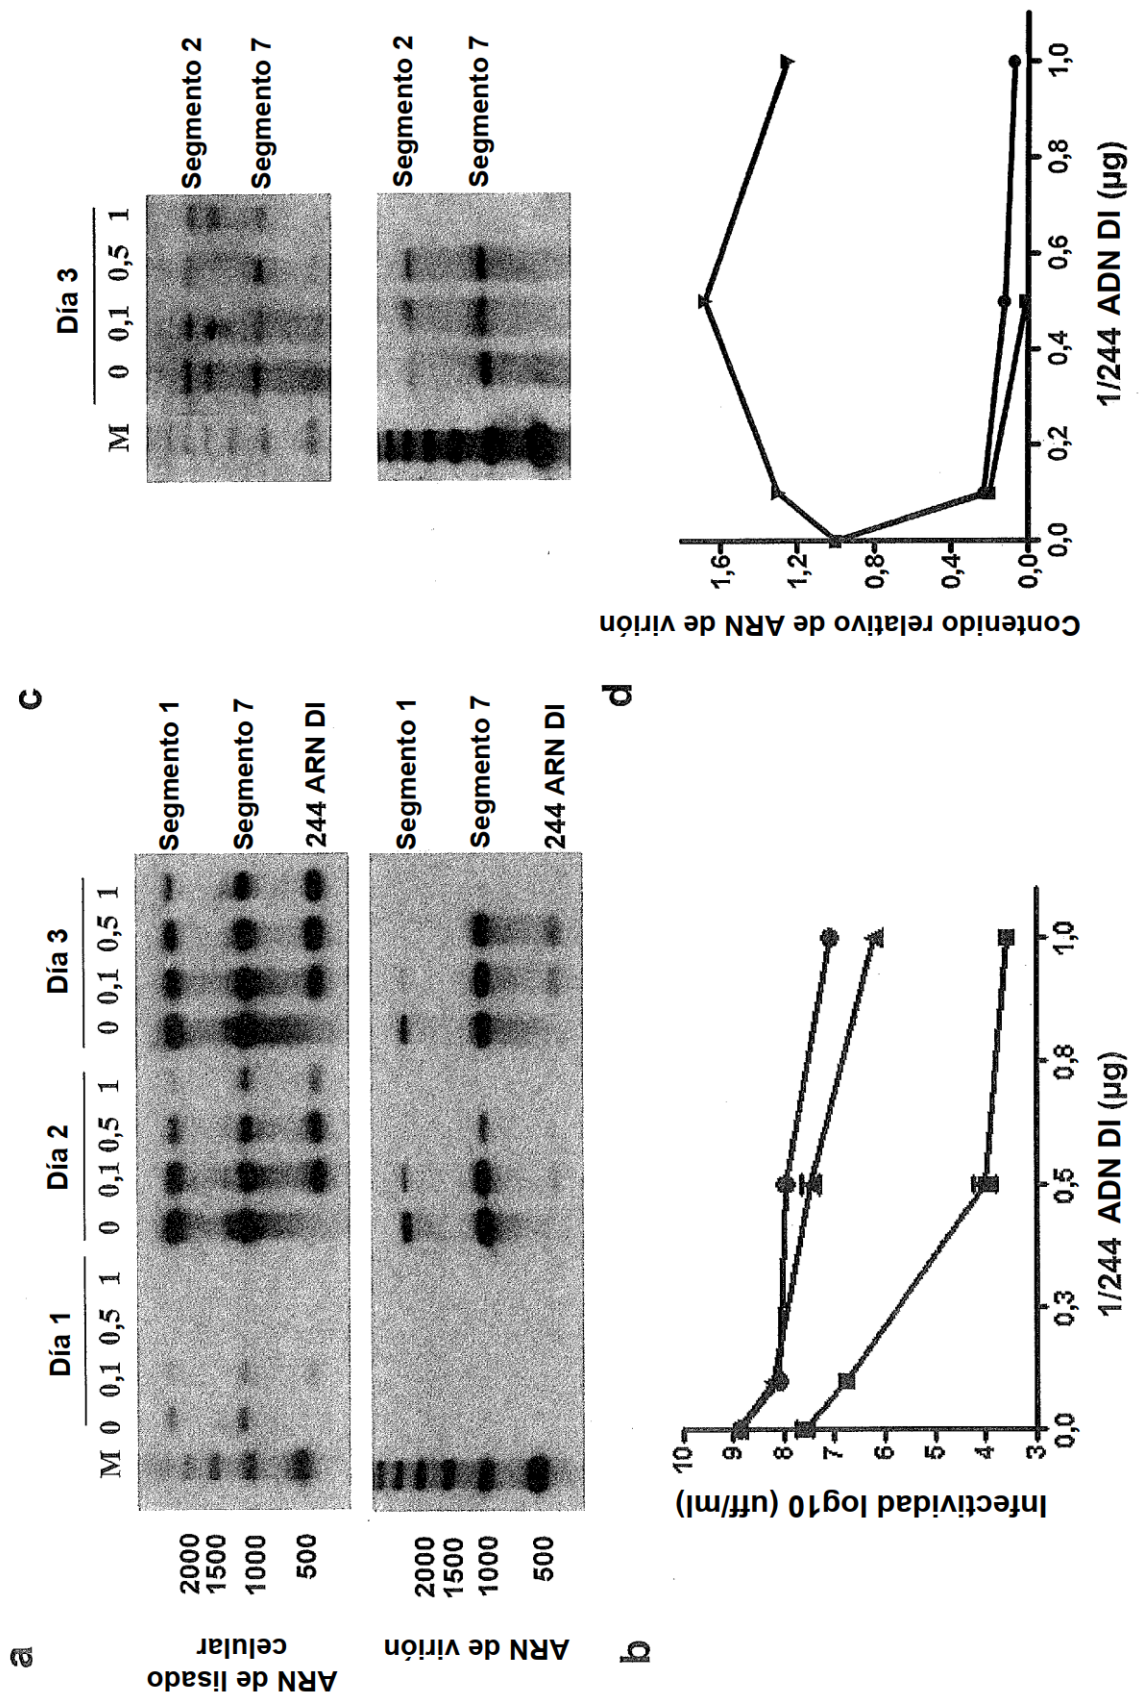 a
Día 1
Día 2
Día 3
M 0 0,1 0,5 1 0 0,1 0,5 1 0 0,1 0,5 1
ARN de lisado celular
2000
1500
1000
500
Segmento 1
Segmento 7
244 ARN DI
ARN de virión
2000
1500
1000
500
Segmento 1
Segmento 7
244 ARN DI
c
Día 3
M 0 0,1 0,5 1
Segmento 2
Segmento 7
Segmento 2
Segmento 7
b
Infectividad log10 (uff/ml)
10
9
8
7
6
5
4
3
0,0 0,3 0,5 0,8 1,0
1/244 ADN DI (µg)
d
Contenido relativo de ARN de virión
1,6
1,2
0,8
0,4
0,0
0,0 0,2 0,4 0,6 0,8 1,0
1/244 ADN DI (µg)